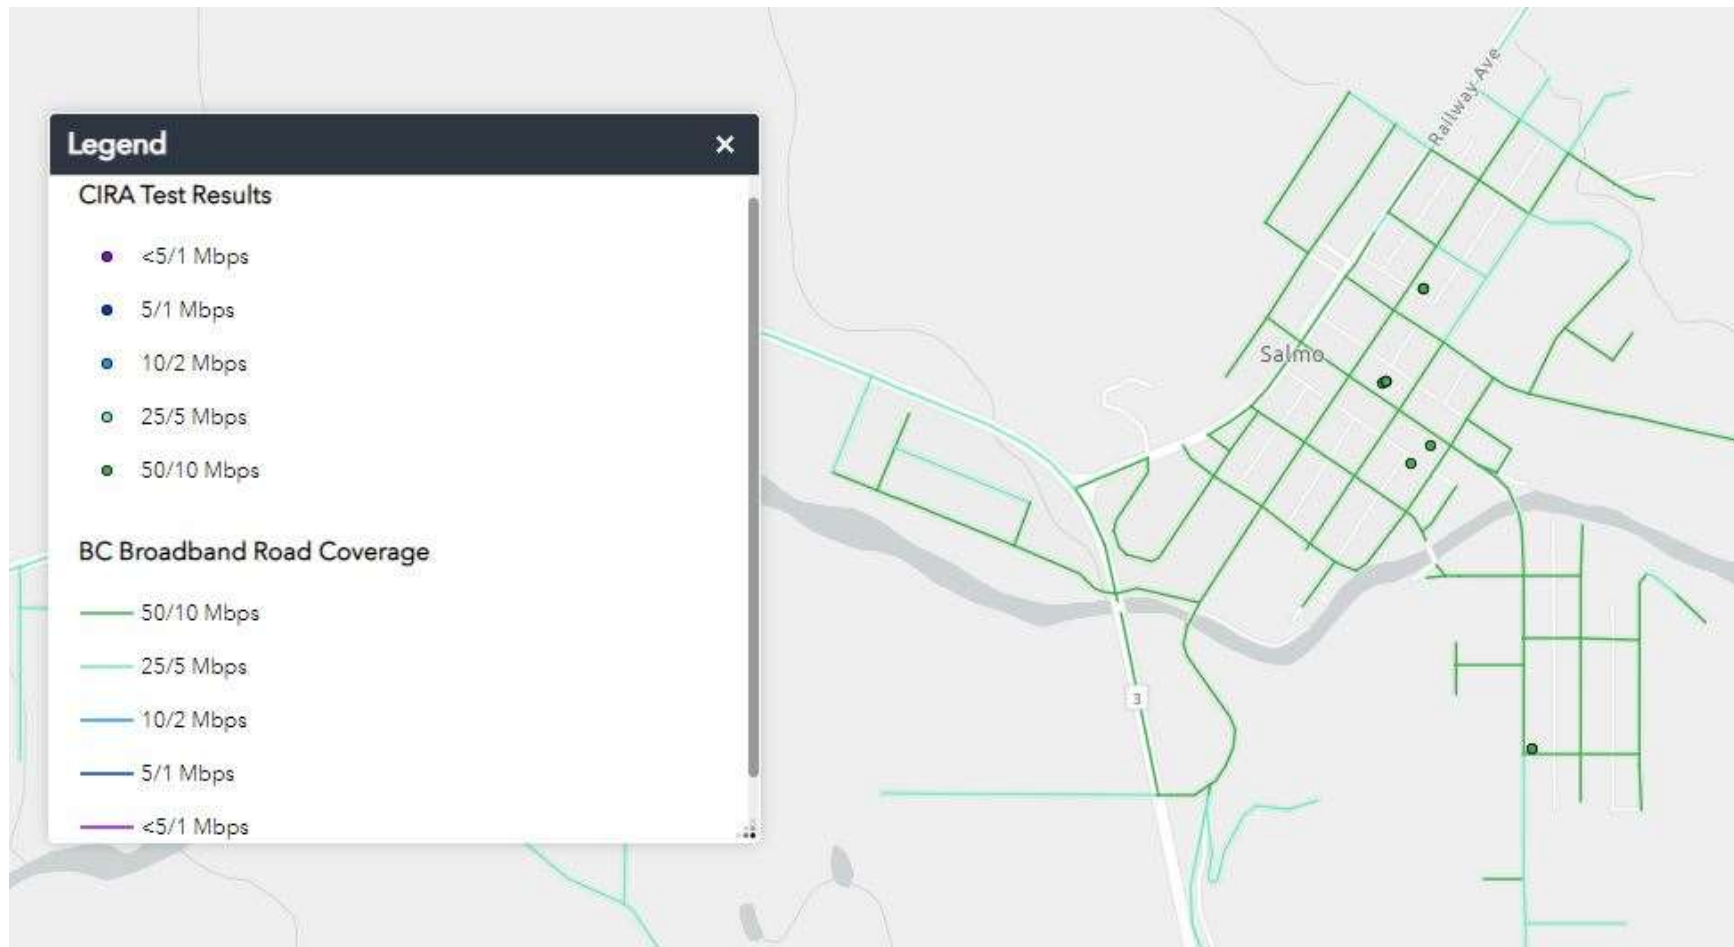 Legend
CIRA Test Results
<5/1 Mbps
5/1 Mbps
10/2 Mbps
25/5 Mbps
50/10 Mbps
BC Broadband Road Coverage
50/10 Mbps
25/5 Mbps
10/2 Mbps
5/1 Mbps
<5/1 Mbps
Railway Ave
Salmo
3